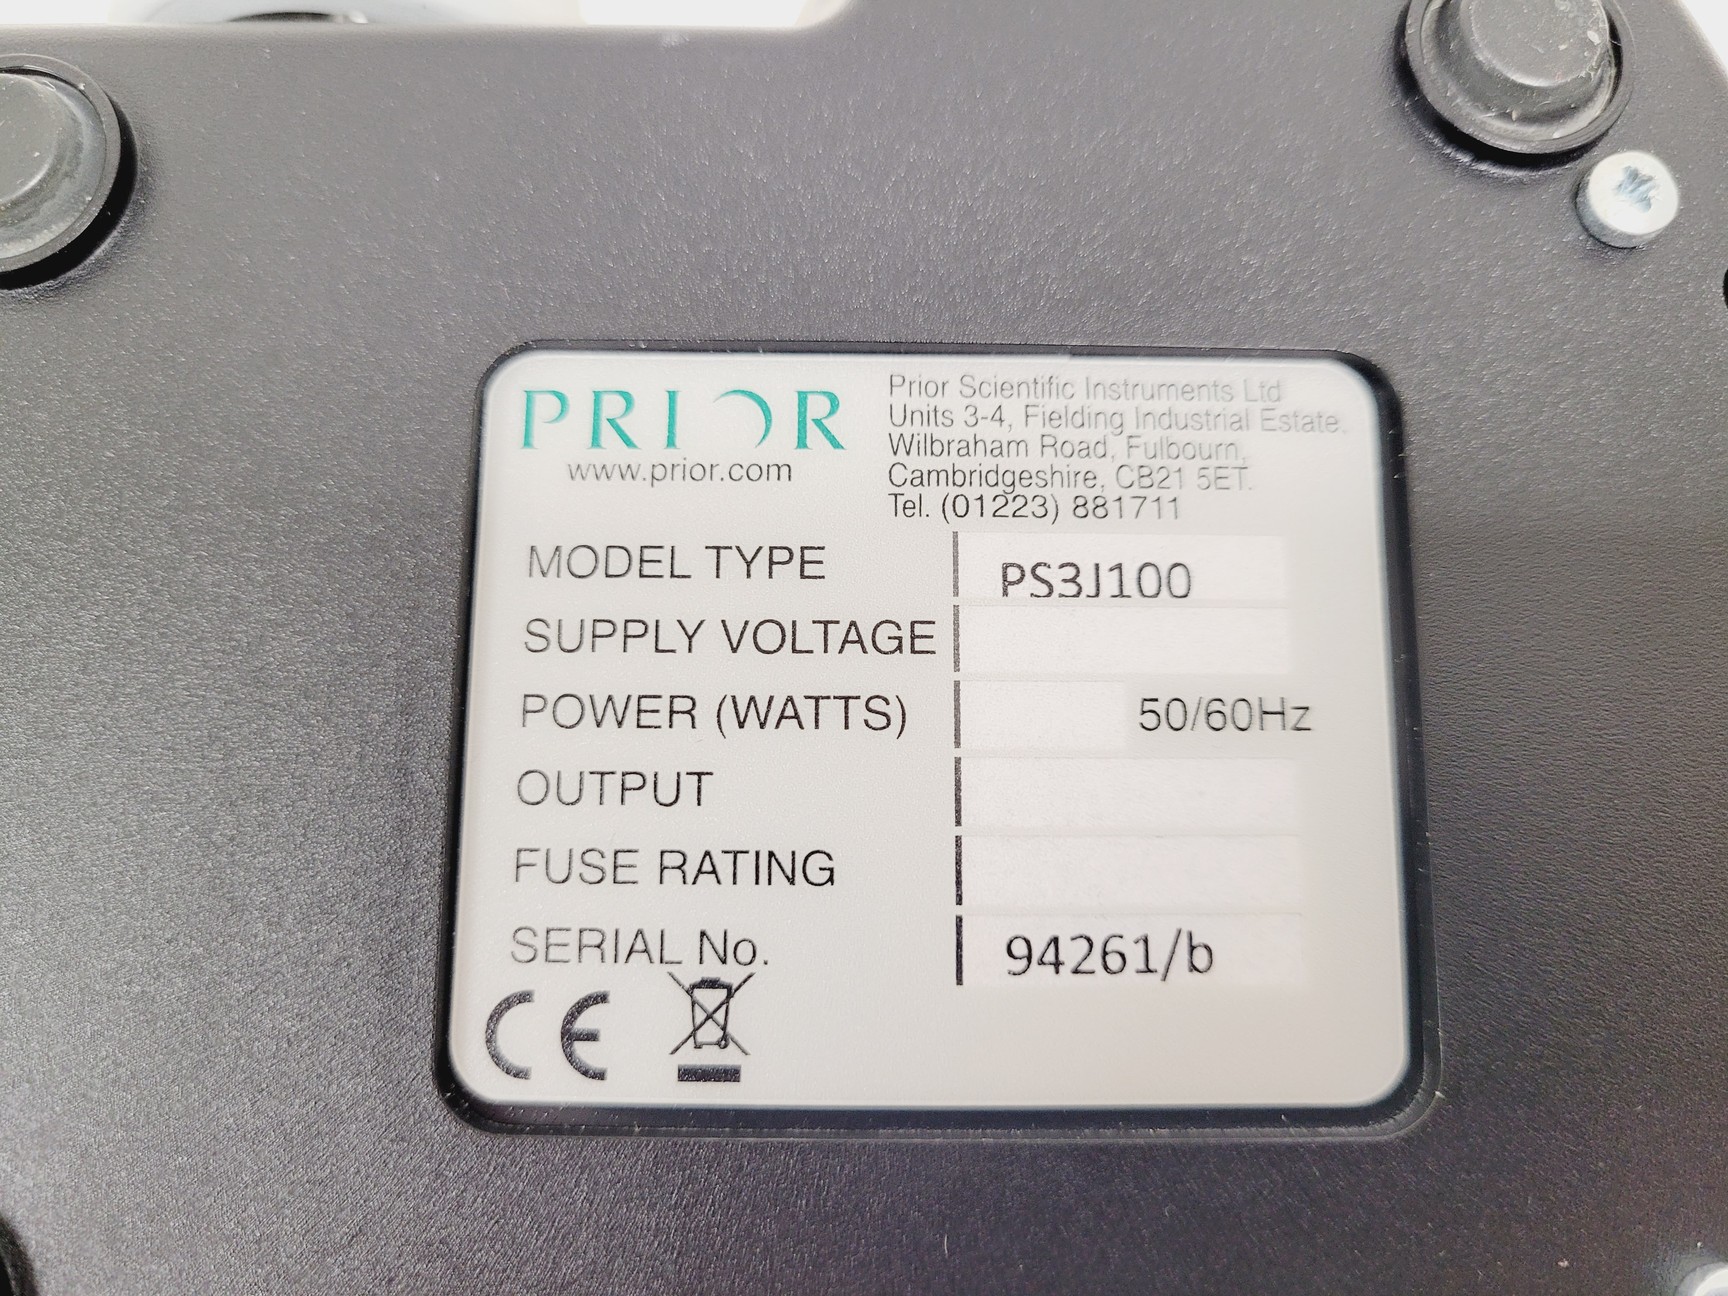 PRIOR
www.prior.com
Prior Scientific Instruments Ltd
Units 3-4, Fielding Industrial Estate,
Wilbraham Road, Fulbourn,
Cambridgeshire, CB21 5ET.
Tel. (01223) 881711
MODEL TYPE PS3J100
SUPPLY VOLTAGE
POWER (WATTS) 50/60Hz
OUTPUT
FUSE RATING
SERIAL No. 94261/b
CE